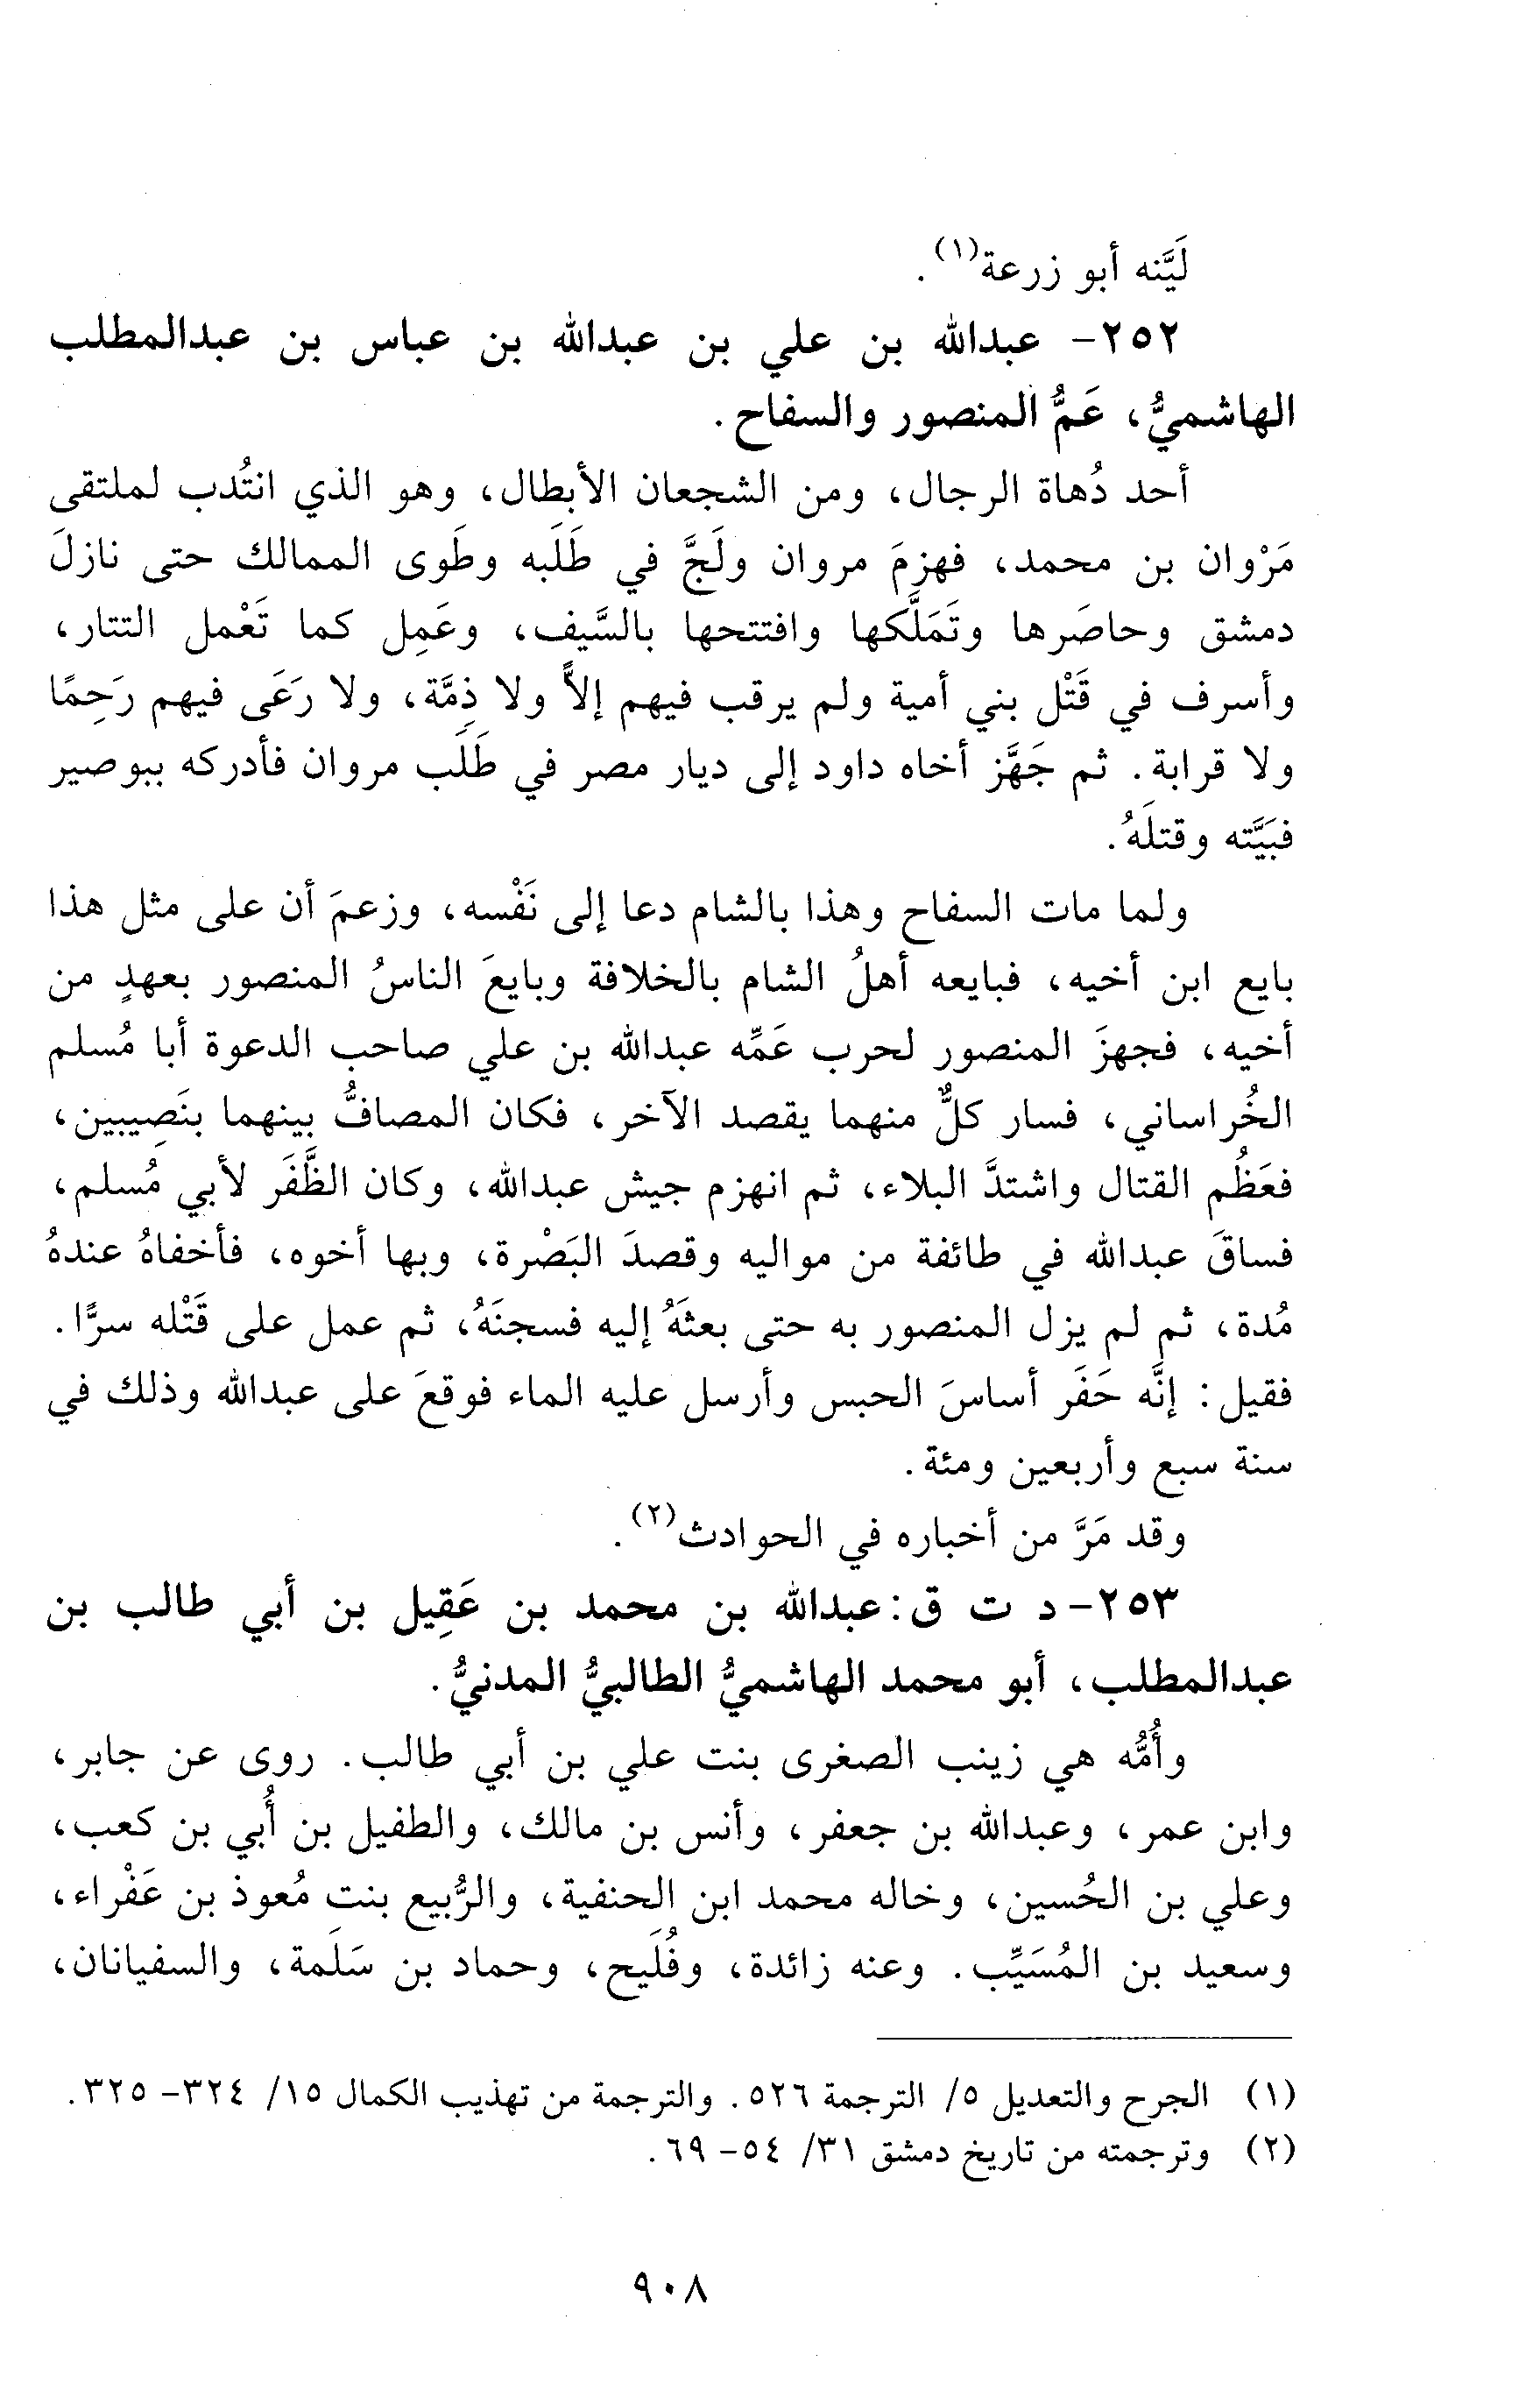 لَيَّنه أبو زرعة(١).
٢٥٢- عبدالله بن علي بن عبدالله بن عباس بن عبدالمطلب
الهاشميُّ، عَمُّ المنصور والسفاح.
أحد دُهاة الرجال، ومن الشجعان الأبطال، وهو الذي انتُدب لملتقى
مَرْوان بن محمد، فهزمَ مروان ولَجَّ في طَلَبه وطَوى الممالك حتى نازلَ
دمشق وحاصَرها وتَمَلَّكها وافتتحها بالسَّيف، وعَمِل كما تَعْمل التتار،
وأسرف في قَتْل بني أمية ولم يرقب فيهم إلاًّ ولا ذِمَّة، ولا رَعَى فيهم رَحِمًا
ولا قرابة. ثم جَهَّز أخاه داود إلى ديار مصر في طَلَب مروان فأدركه ببوصير
فبَيَّته وقتلَهُ.
ولما مات السفاح وهذا بالشام دعا إلى نَفْسه، وزعمَ أن على مثل هذا
بايع ابن أخيه، فبايعه أهلُ الشام بالخلافة وبايعَ الناسُ المنصور بعهدٍ من
أخيه، فجهزَ المنصور لحرب عَمِّه عبدالله بن علي صاحب الدعوة أبا مُسلم
الخُراساني، فسار كلٌّ منهما يقصد الآخر، فكان المصافُّ بينهما بنَصِيبين،
فعَظُم القتال واشتدَّ البلاء، ثم انهزم جيش عبدالله، وكان الظَّفَر لأبي مُسلم،
فساقَ عبدالله في طائفة من مواليه وقصدَ البَصْرة، وبها أخوه، فأخفاهُ عندهُ
مُدة، ثم لم يزل المنصور به حتى بعثَهُ إليه فسجنَهُ، ثم عمل على قَتْله سرًّا.
فقيل: إنَّه حَفَر أساسَ الحبس وأرسل عليه الماء فوقعَ على عبدالله وذلك في
سنة سبع وأربعين ومئة.
وقد مَرَّ من أخباره في الحوادث(٢).
٢٥٣- د ت ق: عبدالله بن محمد بن عَقِيل بن أبي طالب بن
عبدالمطلب، أبو محمد الهاشميُّ الطالبيُّ المدنيُّ.
وأُمُّه هي زينب الصغرى بنت علي بن أبي طالب. روى عن جابر،
وابن عمر، وعبدالله بن جعفر، وأنس بن مالك، والطفيل بن أُبي بن كعب،
وعلي بن الحُسين، وخاله محمد ابن الحنفية، والرُّبيع بنت مُعوذ بن عَفْراء،
وسعيد بن المُسَيِّب. وعنه زائدة، وفُلَيح، وحماد بن سَلَمة، والسفيانان،
(١) الجرح والتعديل ٥/ الترجمة ٥٢٦. والترجمة من تهذيب الكمال ١٥/ ٣٢٤- ٣٢٥.
(٢) وترجمته من تاريخ دمشق ٣١/ ٥٤- ٦٩.
٩٠٨